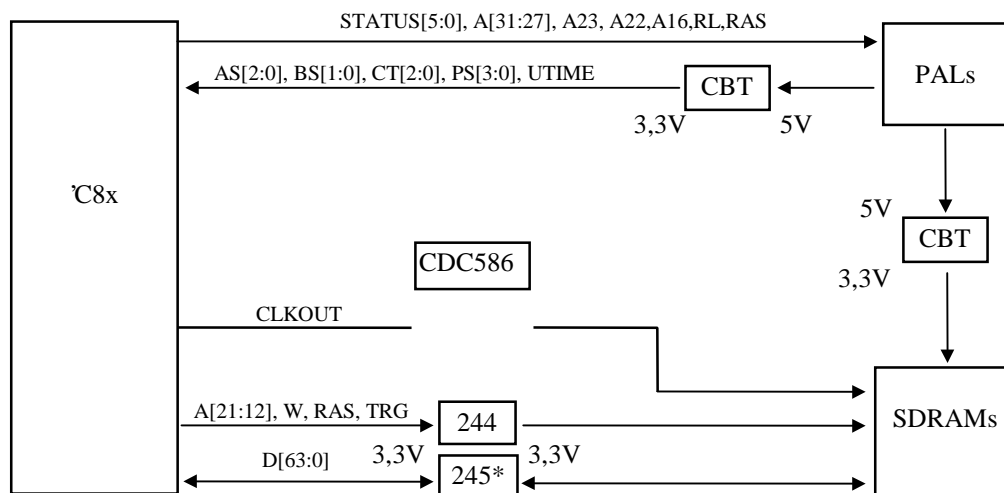 STATUS[5:0], A[31:27], A23, A22,A16,RL,RAS
AS[2:0], BS[1:0], CT[2:0], PS[3:0], UTIME
CBT
PALs
3,3V
5V
'C8x
5V
CBT
3,3V
CDC586
CLKOUT
A[21:12], W, RAS, TRG
244
SDRAMs
3,3V
3,3V
D[63:0]
245*